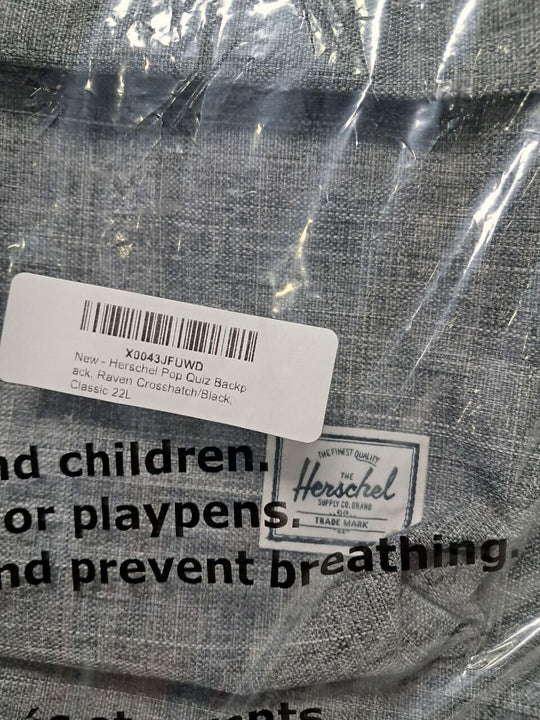 X0043JFUWD
New - Herschel Pop Quiz Backp
ack, Raven Crosshatch/Black,
Classic 22L
nd children.
or playpens.
nd prevent breathing.
THE FINEST QUALITY
THE
Herschel
SUPPLY CO. BRAND
TRADE MARK